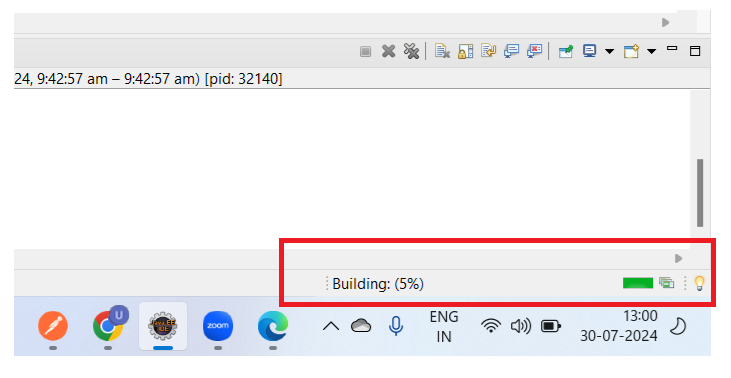 24, 9:42:57 am – 9:42:57 am) [pid: 32140]
Building: (5%)
U
zoom
ENG
IN
13:00
30-07-2024